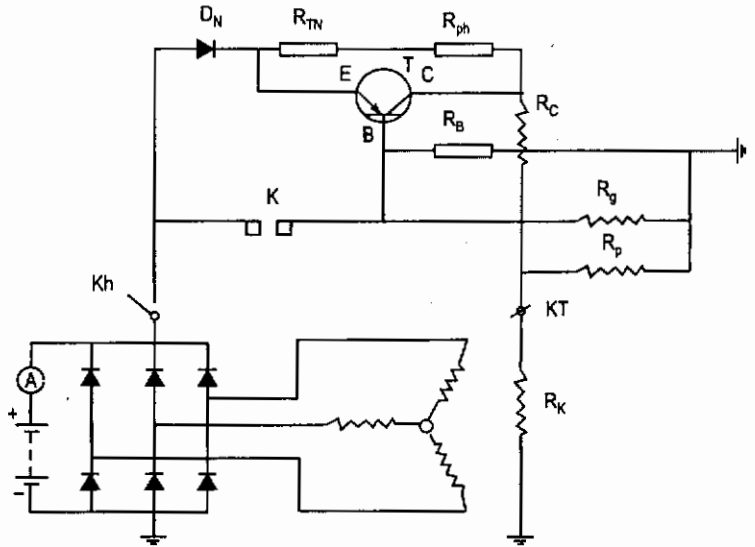 D_N R_TN R_ph
E T C
R_C
B R_B
K R_g
R_p
Kh KT
A R_K
+
-